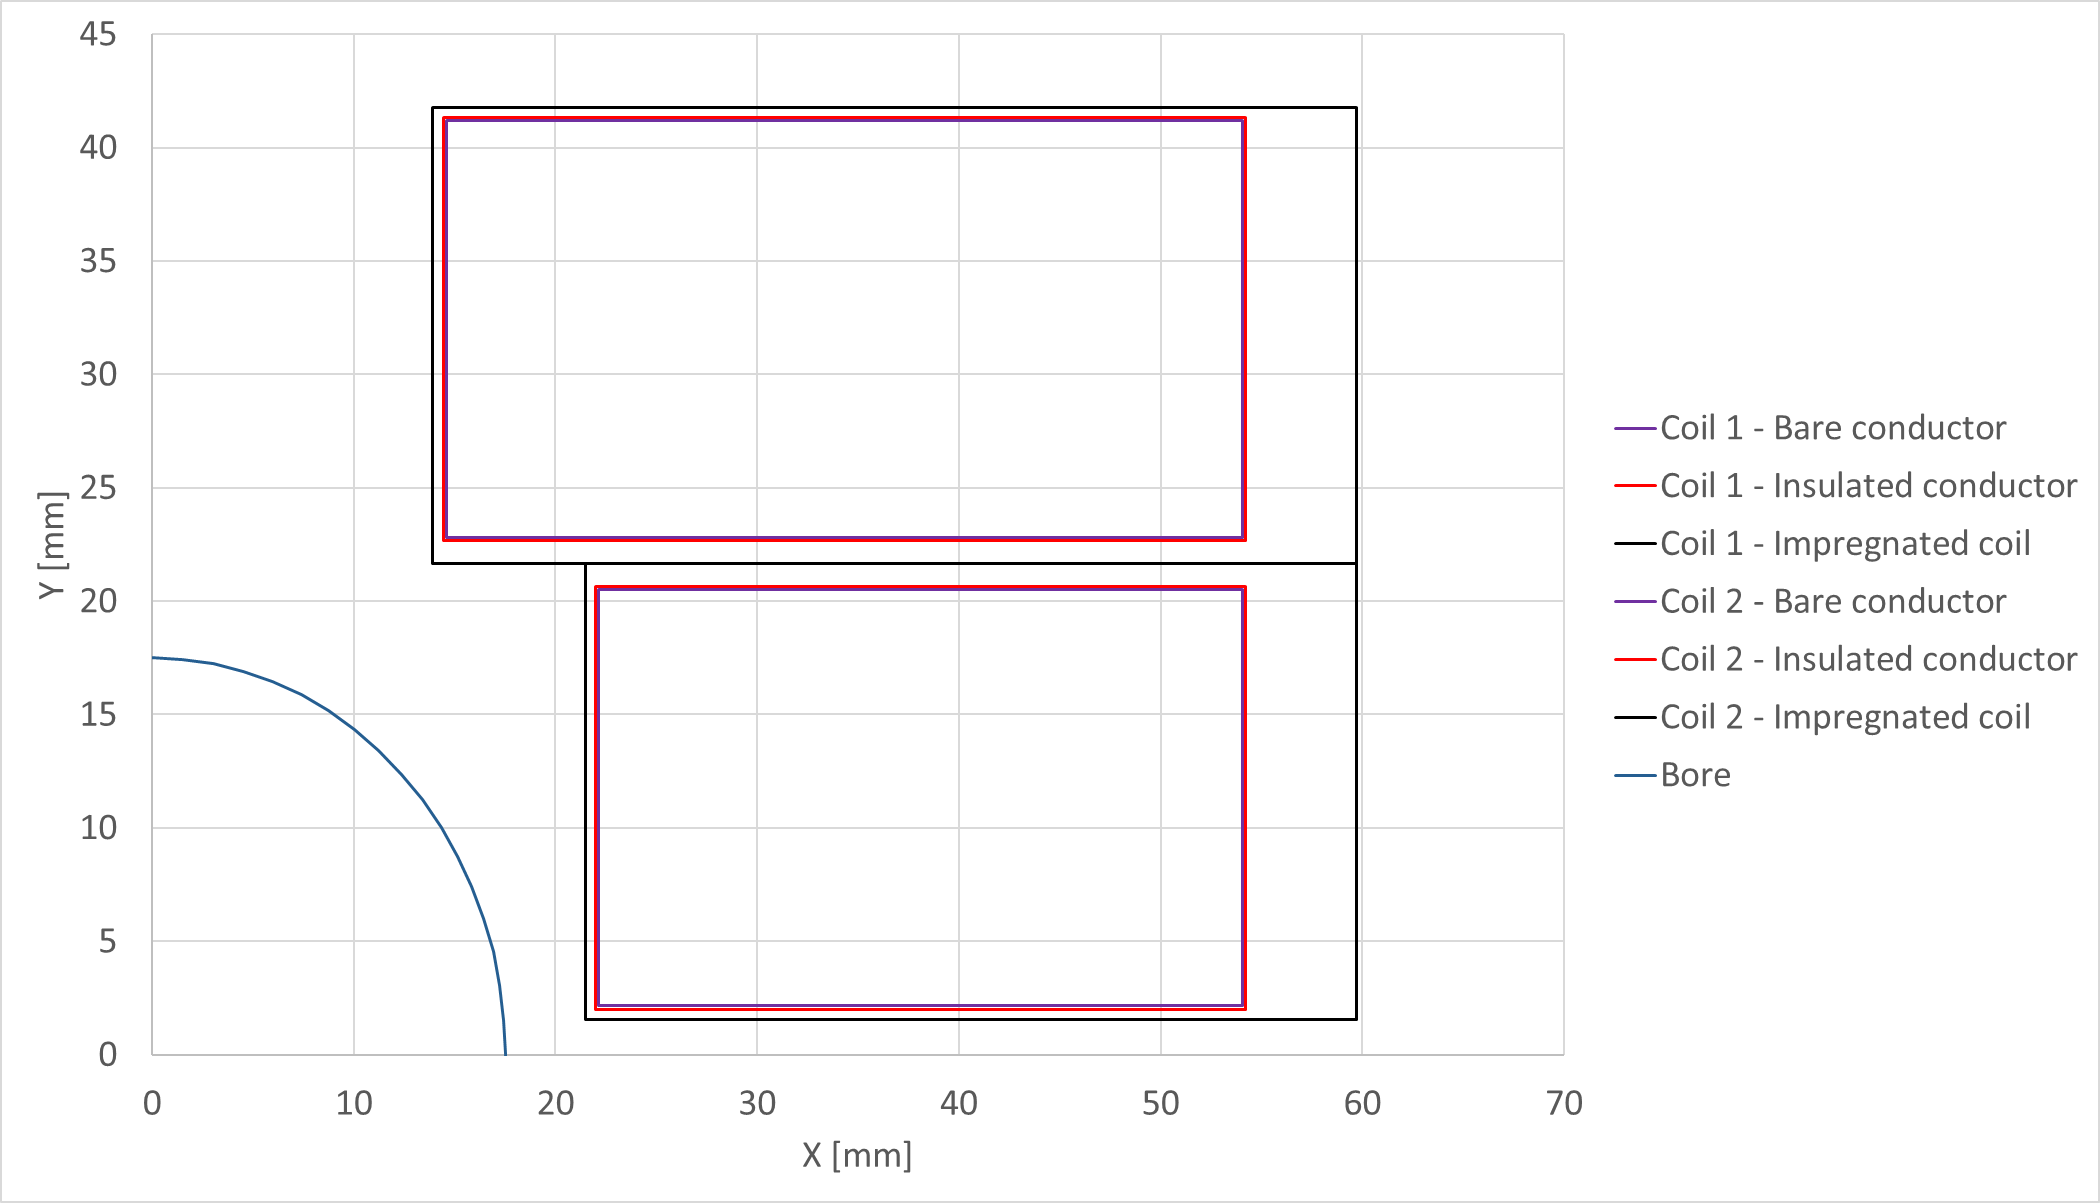 45
40
35
30
25
20
15
10
5
0
Y [mm]
0 10 20 30 40 50 60 70
X [mm]
Coil 1 - Bare conductor
Coil 1 - Insulated conductor
Coil 1 - Impregnated coil
Coil 2 - Bare conductor
Coil 2 - Insulated conductor
Coil 2 - Impregnated coil
Bore